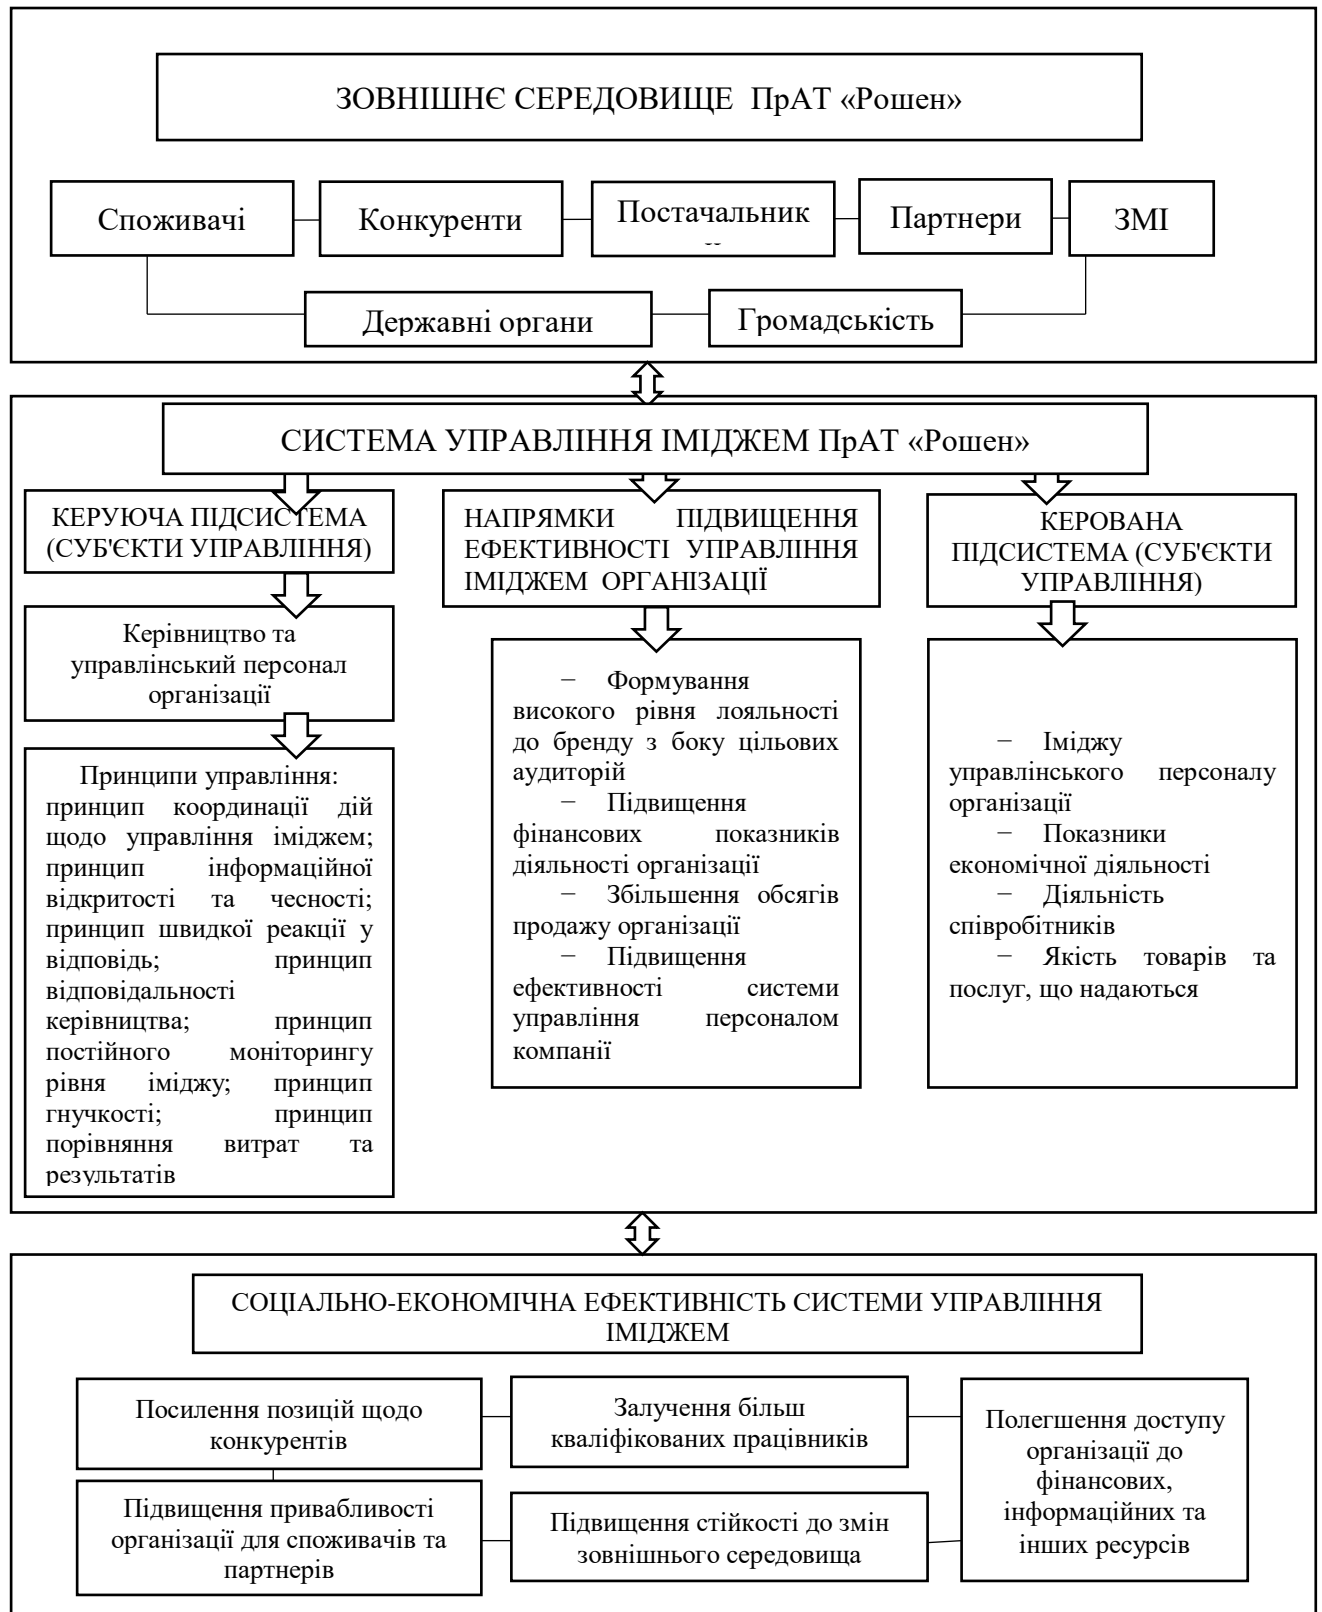 ЗОВНІШНЄ СЕРЕДОВИЩЕ ПрАТ «Рошен»
Споживачі
Конкуренти
Постачальник
Партнери
ЗМІ
Державні органи
Громадськість
СИСТЕМА УПРАВЛІННЯ ІМІДЖЕМ ПрАТ «Рошен»
КЕРУЮЧА ПІДСИСТЕМА
(СУБ'ЄКТИ УПРАВЛІННЯ)
Керівництво та
управлінський персонал
організації
Принципи управління:
принцип координації дій
щодо управління іміджем;
принцип інформаційної
відкритості та чесності;
принцип швидкої реакції у
відповідь; принцип
відповідальності
керівництва; принцип
постійного моніторингу
рівня іміджу; принцип
гнучкості; принцип
порівняння витрат та
результатів
НАПРЯМКИ ПІДВИЩЕННЯ
ЕФЕКТИВНОСТІ УПРАВЛІННЯ
ІМІДЖЕМ ОРГАНІЗАЦІЇ
− Формування
високого рівня лояльності
до бренду з боку цільових
аудиторій
− Підвищення
фінансових показників
діяльності організації
− Збільшення обсягів
продажу організації
− Підвищення
ефективності системи
управління персоналом
компанії
КЕРОВАНА
ПІДСИСТЕМА (СУБ'ЄКТИ
УПРАВЛІННЯ)
− Іміджу
управлінського персоналу
організації
− Показники
економічної діяльності
− Діяльність
співробітників
− Якість товарів та
послуг, що надаються
СОЦІАЛЬНО-ЕКОНОМІЧНА ЕФЕКТИВНІСТЬ СИСТЕМИ УПРАВЛІННЯ
ІМІДЖЕМ
Посилення позицій щодо
конкурентів
Залучення більш
кваліфікованих працівників
Полегшення доступу
організації до
фінансових,
інформаційних та
інших ресурсів
Підвищення привабливості
організації для споживачів та
партнерів
Підвищення стійкості до змін
зовнішнього середовища